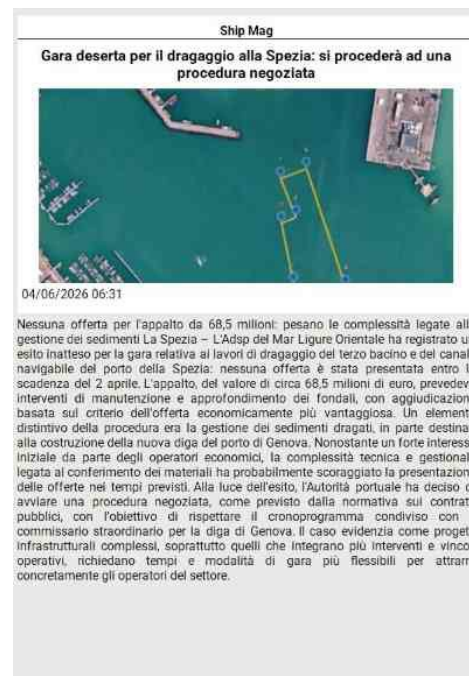 Ship Mag
Gara deserta per il dragaggio alla Spezia: si procederà ad una
procedura negoziata
04/06/2026 06:31
Nessuna offerta per l'appalto da 68,5 milioni: pesano le complessità legate all
gestione dei sedimenti La Spezia – L'Adsp del Mar Ligure Orientale ha registrato u
esito inatteso per la gara relativa ai lavori di dragaggio del terzo bacino e del canal
navigabile del porto della Spezia: nessuna offerta è stata presentata entro l
scadenza del 2 aprile. L'appalto, del valore di circa 68,5 milioni di euro, prevedev
interventi di manutenzione e approfondimento dei fondali, con aggiudicazion
basata sul criterio dell'offerta economicamente più vantaggiosa. Un element
distintivo della procedura era la gestione dei sedimenti dragati, in parte destina
alla costruzione della nuova diga del porto di Genova. Nonostante un forte interess
iniziale da parte degli operatori economici, la complessità tecnica e gestional
legata al conferimento dei materiali ha probabilmente scoraggiato la presentazion
delle offerte nei tempi previsti. Alla luce dell'esito, l'Autorità portuale ha deciso d
avviare una procedura negoziata, come previsto dalla normativa sui contrat
pubblici, con l'obiettivo di rispettare il cronoprogramma condiviso con
commissario straordinario per la diga di Genova. Il caso evidenzia come proget
infrastrutturali complessi, soprattutto quelli che integrano più interventi e vinco
operativi, richiedano tempi e modalità di gara più flessibili per attrarr
concretamente gli operatori del settore.